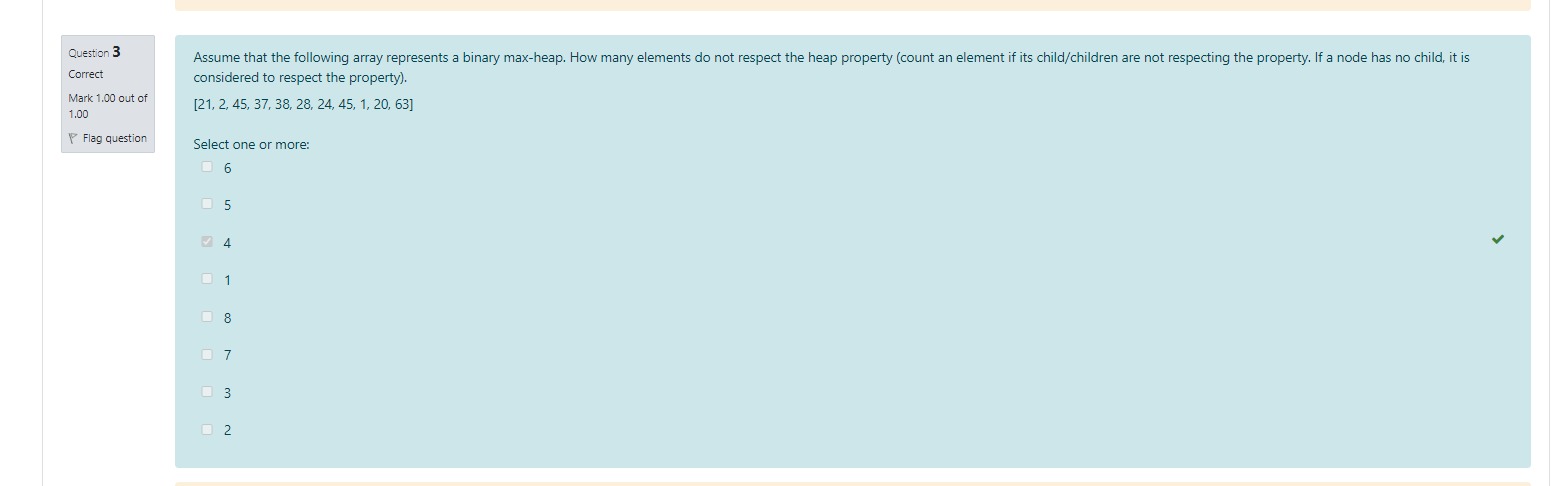 Question 3
Correct
Mark 1.00 out of
1.00
Flag question
Assume that the following array represents a binary max-heap. How many elements do not respect the heap property (count an element if its child/children are not respecting the property. If a node has no child, it is
considered to respect the property).
[21, 2, 45, 37, 38, 28, 24, 45, 1, 20, 63]
Select one or more:
6
5
4
1
8
7
3
2